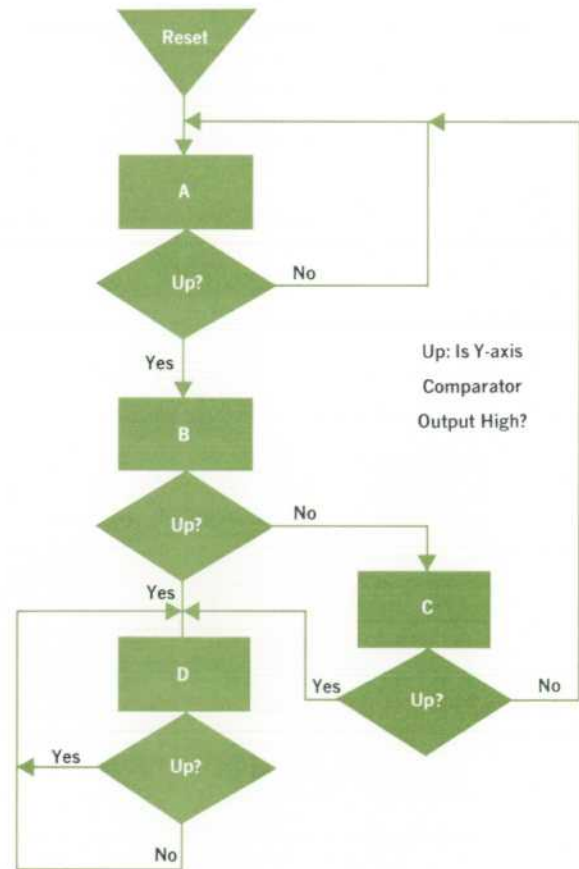 Reset
A
Up?
No
Yes
Up: Is Y-axis
Comparator
Output High?
B
Up?
No
Yes
C
Up?
Yes
No
D
Up?
Yes
No